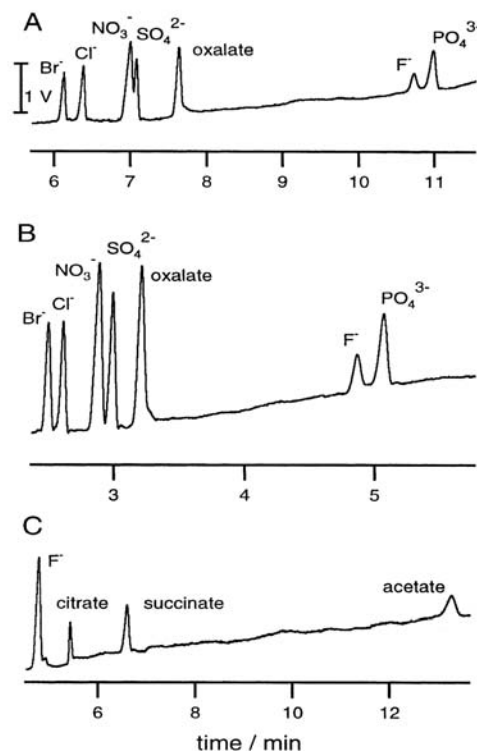 A
Br⁻ Cl⁻ NO₃⁻ SO₄²⁻ oxalate F⁻ PO₄³⁻
1 V
6 7 8 9 10 11
B
Br⁻ Cl⁻ NO₃⁻ SO₄²⁻ oxalate F⁻ PO₄³⁻
3 4 5
C
F⁻ citrate succinate acetate
6 8 10 12
time / min